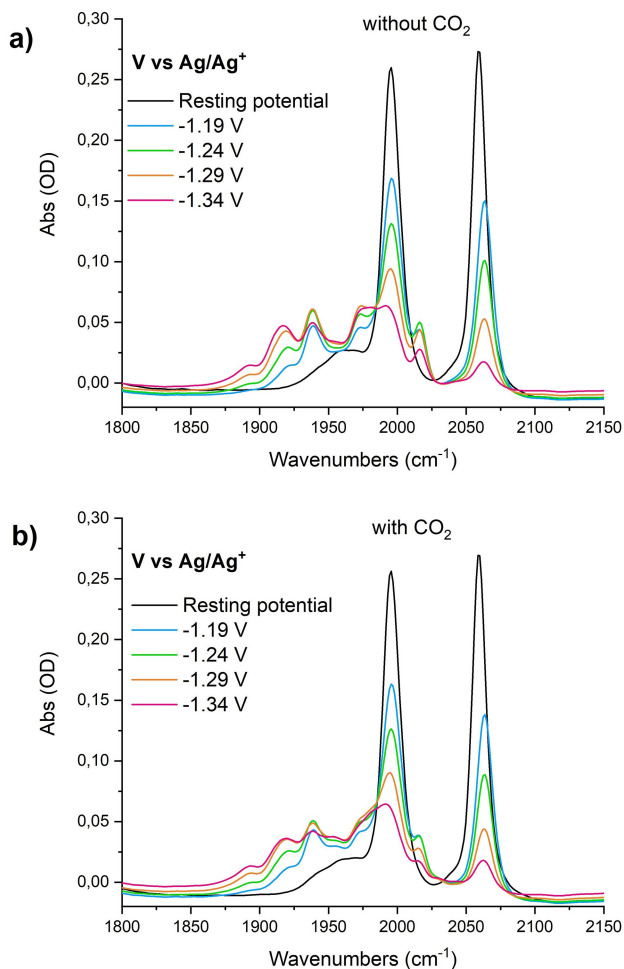 a)
without CO₂
V vs Ag/Ag⁺
Resting potential
-1.19 V
-1.24 V
-1.29 V
-1.34 V
0,30
0,25
0,20
0,15
0,10
0,05
0,00
Abs (OD)
1800 1850 1900 1950 2000 2050 2100 2150
Wavenumbers (cm⁻¹)
b)
with CO₂
V vs Ag/Ag⁺
Resting potential
-1.19 V
-1.24 V
-1.29 V
-1.34 V
0,30
0,25
0,20
0,15
0,10
0,05
0,00
Abs (OD)
1800 1850 1900 1950 2000 2050 2100 2150
Wavenumbers (cm⁻¹)